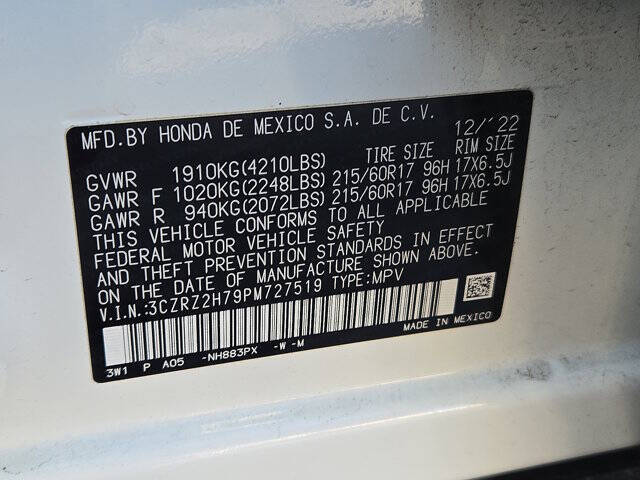 MFD.BY HONDA DE MEXICO S.A. DE C.V. 12/'22
TIRE SIZE RIM SIZE
GVWR 1910KG(4210LBS)
GAWR F 1020KG(2248LBS) 215/60R17 96H 17X6.5J
GAWR R 940KG(2072LBS) 215/60R17 96H 17X6.5J
THIS VEHICLE CONFORMS TO ALL APPLICABLE
FEDERAL MOTOR VEHICLE SAFETY
AND THEFT PREVENTION STANDARDS IN EFFECT
ON THE DATE OF MANUFACTURE SHOWN ABOVE.
V.I.N.:3CZRZ2H79PM727519 TYPE:MPV
MADE IN MEXICO
3W1 P A05 -NH883PX -W-M